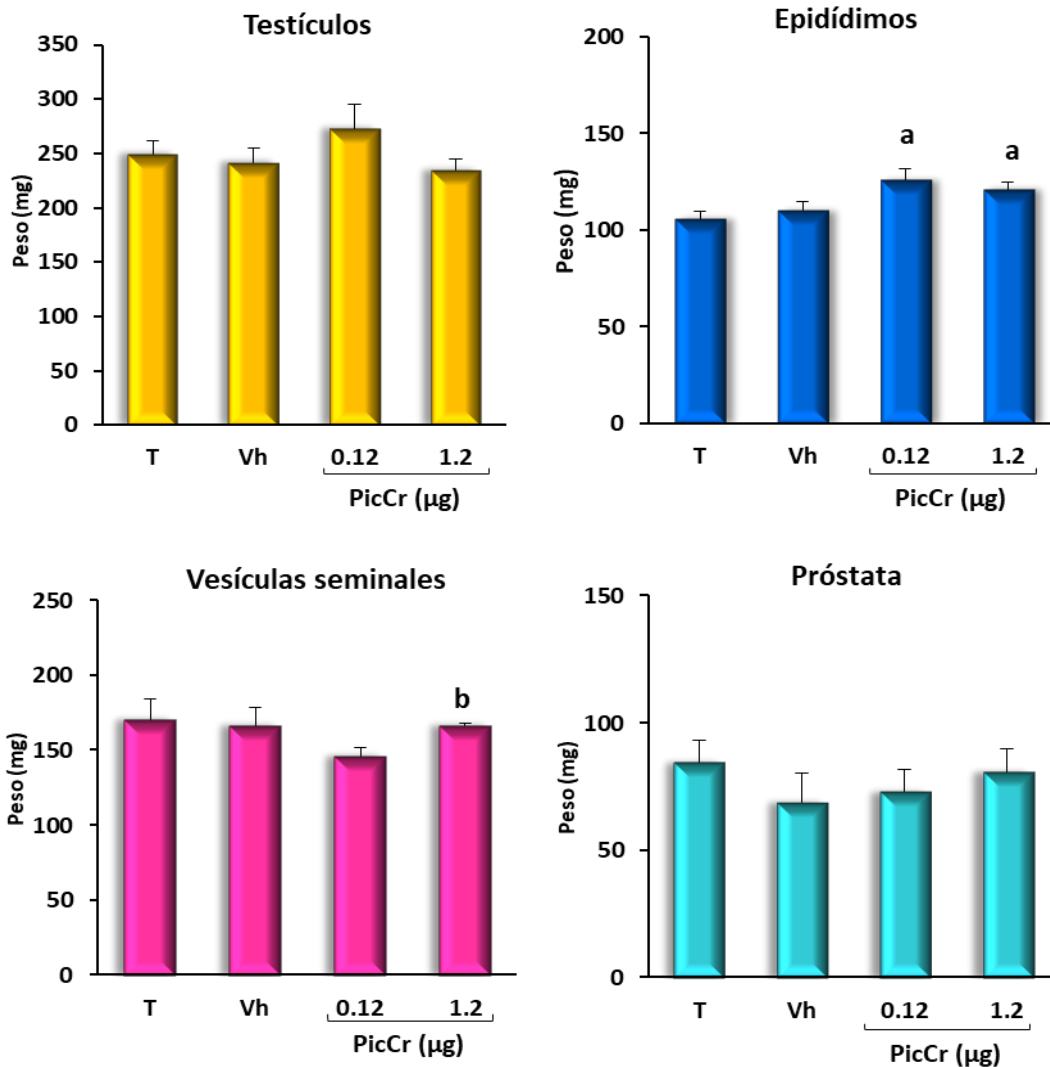 Testículos
350
300
250
200
150
100
50
0
Peso (mg)
T Vh 0.12 1.2
PicCr (µg)
Epidídimos
200
150
100
50
0
Peso (mg)
a a
T Vh 0.12 1.2
PicCr (µg)
Vesículas seminales
250
200
150
100
50
0
Peso (mg)
b
T Vh 0.12 1.2
PicCr (µg)
Próstata
150
100
50
0
Peso (mg)
T Vh 0.12 1.2
PicCr (µg)